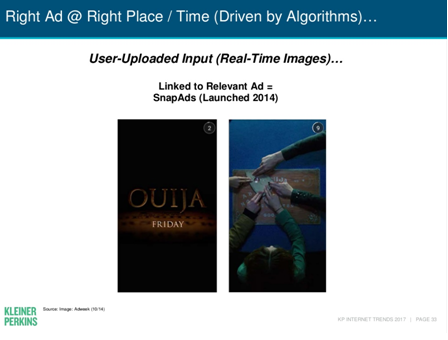 Right Ad @ Right Place / Time (Driven by Algorithms)…
User-Uploaded Input (Real-Time Images)…
Linked to Relevant Ad =
SnapAds (Launched 2014)
2
9
OUIJA
FRIDAY
KLEINER
PERKINS
Source: Image: Adweek (10/14)
KP INTERNET TRENDS 2017 | PAGE 33